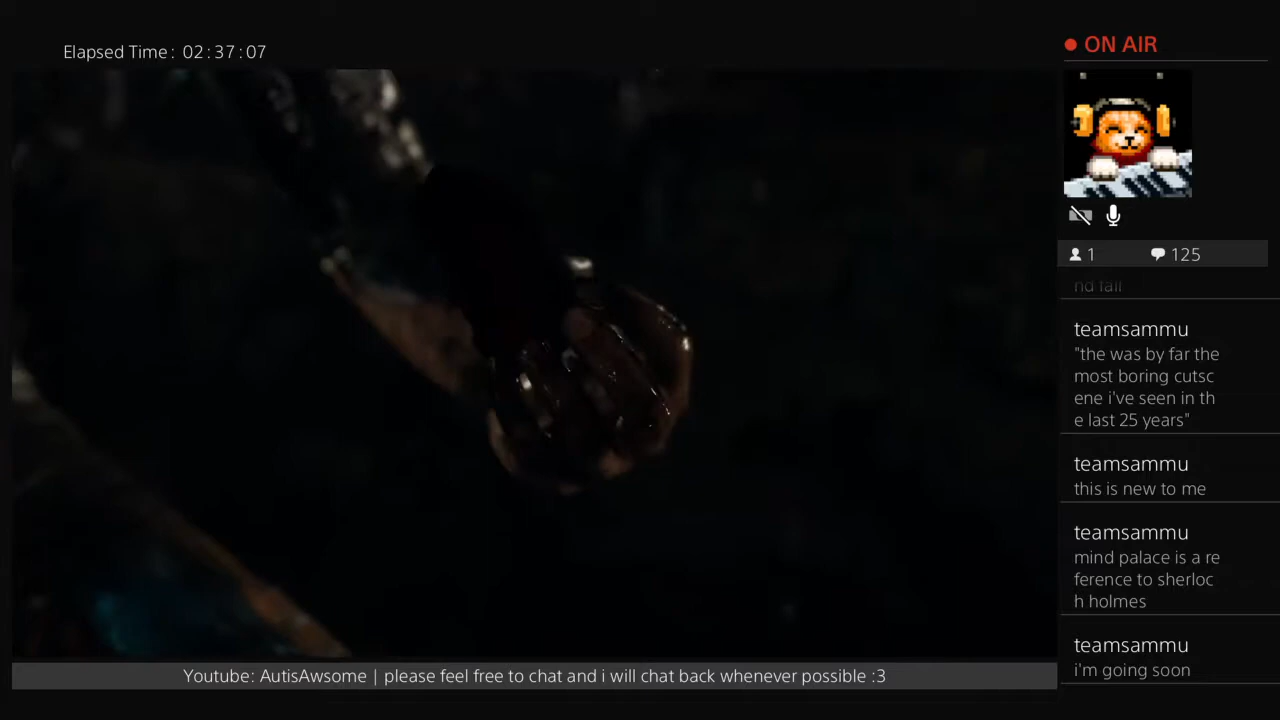 Elapsed Time: 02:37:07
ON AIR
1 125
nd fall
teamsammu
"the was by far the
most boring cutsc
ene i've seen in th
e last 25 years"
teamsammu
this is new to me
teamsammu
mind palace is a re
ference to sherloc
h holmes
teamsammu
i'm going soon
Youtube: AutisAwsome | please feel free to chat and i will chat back whenever possible :3